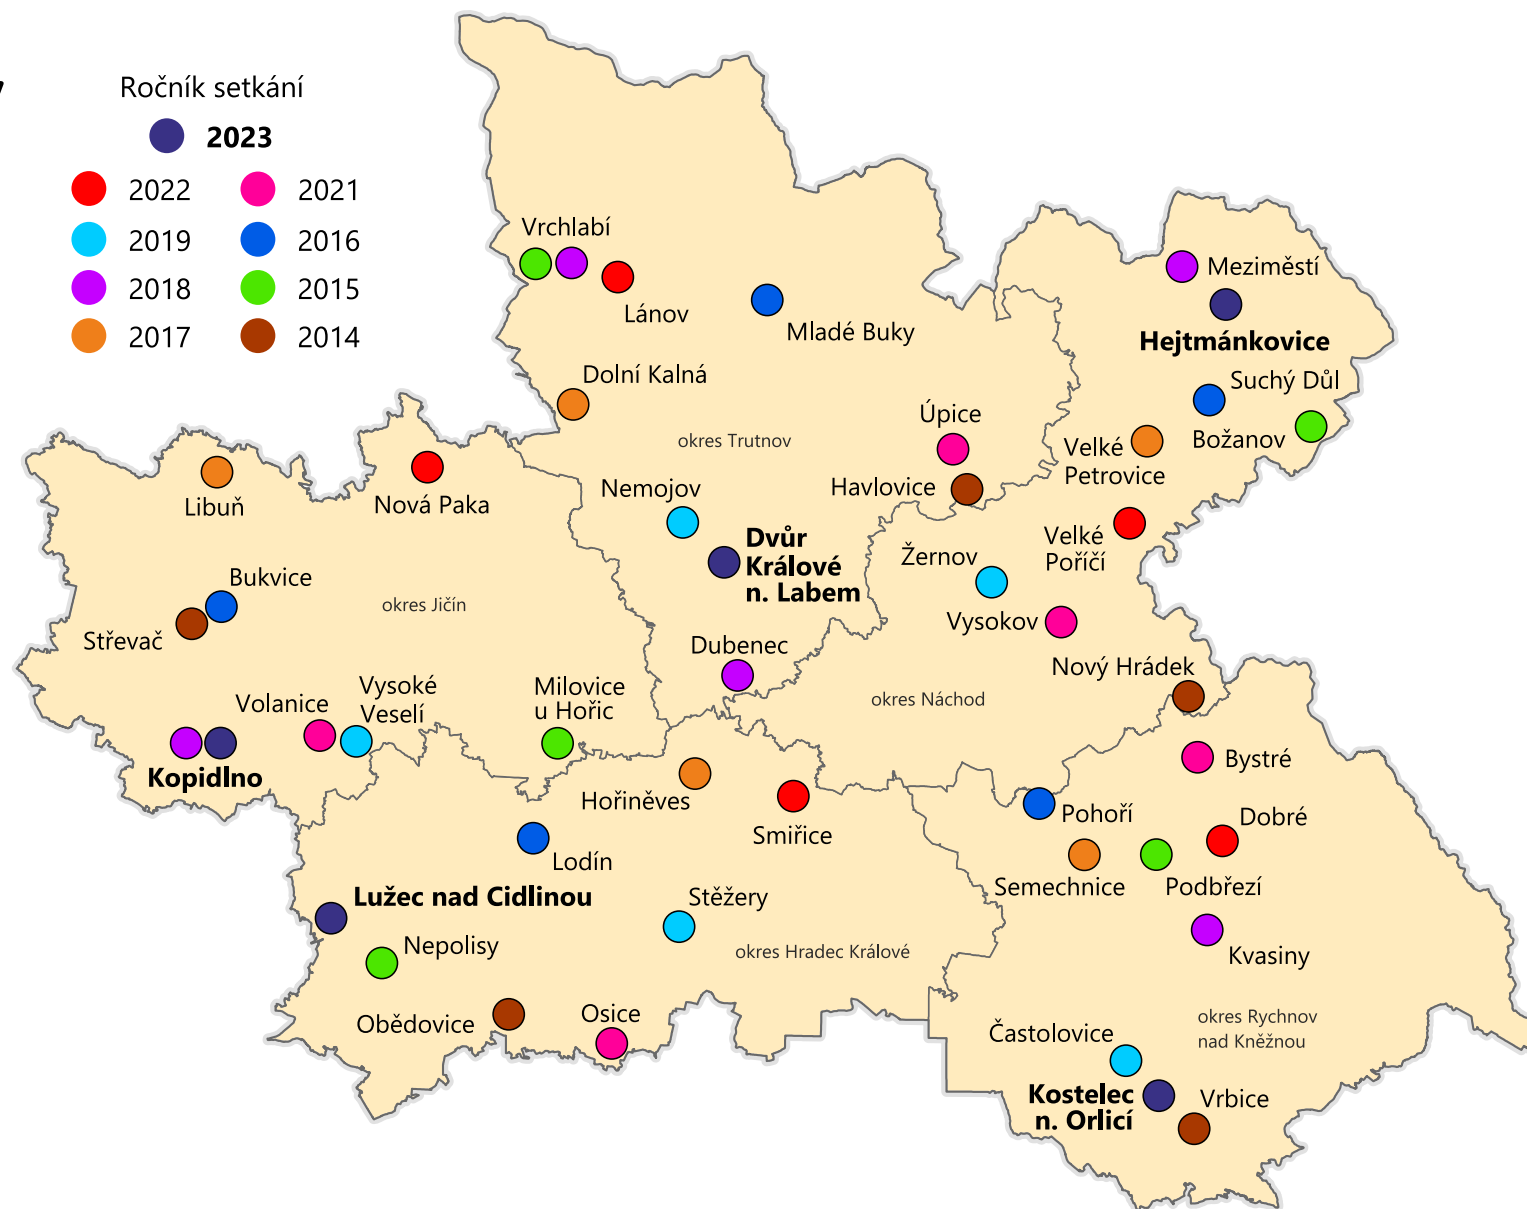 Ročník setkání
2023
2022
2021
2019
2016
2018
2015
2017
2014
Vrchlabí
Lánov
Mladé Buky
Meziměstí
Hejtmánkovice
Dolní Kalná
Suchý Důl
Božanov
Úpice
okres Trutnov
Velké
Petrovice
Havlovice
Libuň
Nová Paka
Nemojov
Dvůr
Králové
n. Labem
Velké
Poříčí
Žernov
Bukvice
okres Jičín
Vysokov
Střevač
Dubenec
Nový Hrádek
okres Náchod
Volanice
Vysoké
Veselí
Milovice
u Hořic
Kopidlno
Bystré
Hořiněves
Smiřice
Pohoří
Dobré
Lodín
Semechnice
Podbřezí
Lužec nad Cidlinou
Stěžery
Nepolisy
okres Hradec Králové
Kvasiny
Obědovice
Osice
okres Rychnov
nad Kněžnou
Častolovice
Kostelec
n. Orlicí
Vrbice